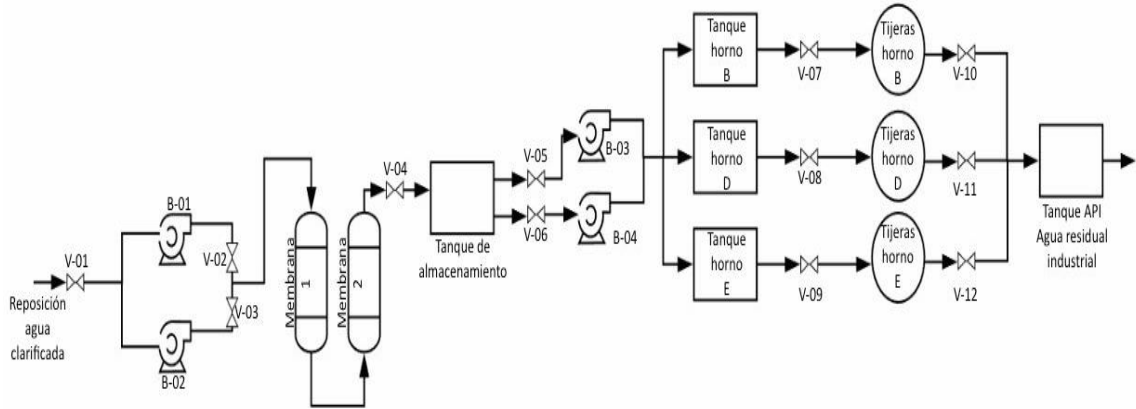 V-01
Reposición
agua
clarificada
B-01
V-02
V-03
B-02
Membrana
1
Membrana
2
V-04
Tanque de
almacenamiento
V-05
V-06
B-03
B-04
Tanque
horno
B
V-07
Tijeras
horno
B
V-10
Tanque
horno
D
V-08
Tijeras
horno
D
V-11
Tanque
horno
E
V-09
Tijeras
horno
E
V-12
Tanque API
Agua residual
industrial